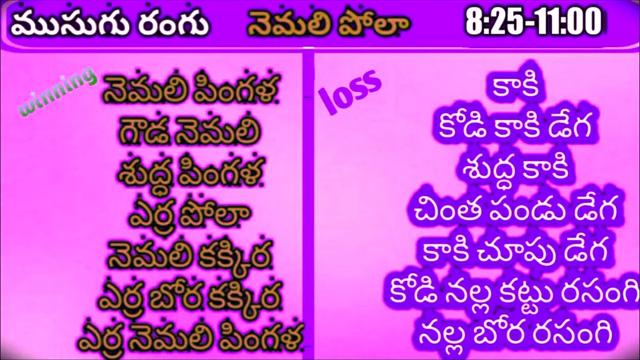 ముసుగు రంగు నెమలి పోలా 8:25-11:00
winning
నెమలి పింగళ
గౌడ నెమలి
శుద్ధ పింగళ
ఎర్ర పోలా
నెమలి కక్కిర
ఎర్ర బోర కక్కిర
ఎర్ర నెమలి పింగళ
loss
కాకి
కోడి కాకి డేగ
శుద్ధ కాకి
చింత పండు డేగ
కాకి చూపు డేగ
కోడి నల్ల కట్టు రసంగి
నల్ల బోర రసంగి